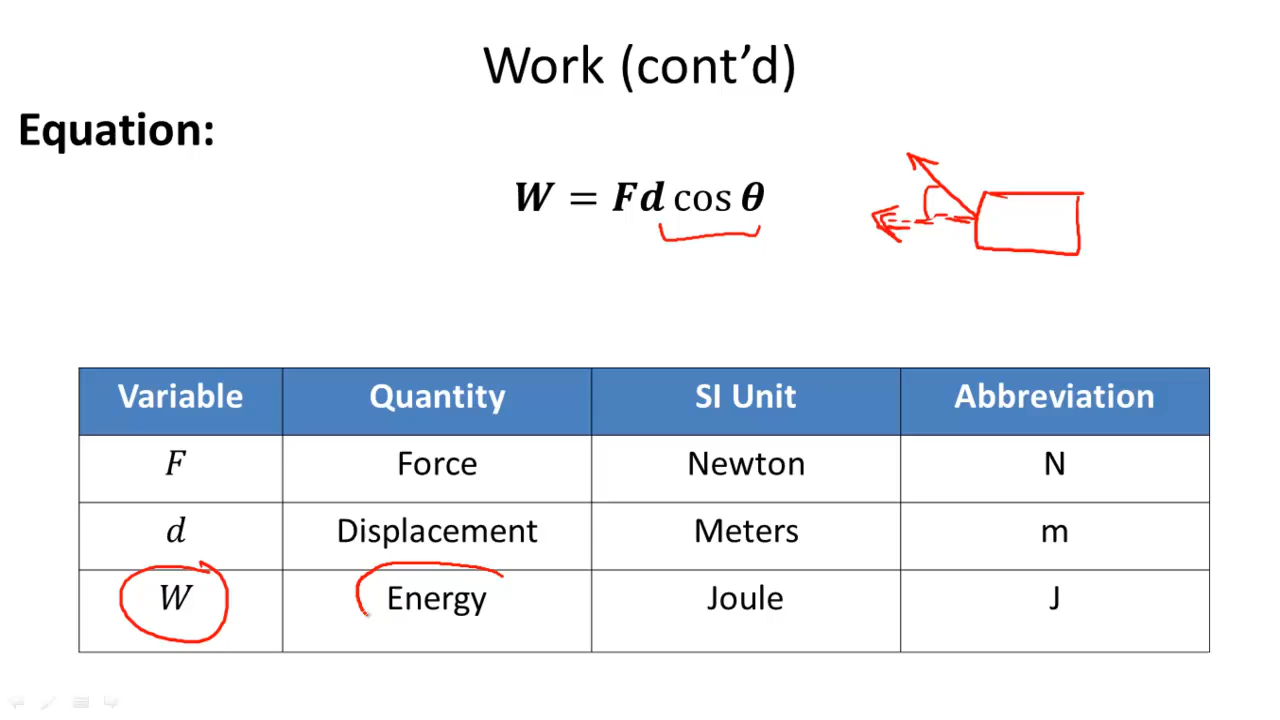 Work (cont’d)
Equation:
W = Fd cos θ
Variable Quantity SI Unit Abbreviation
F Force Newton N
d Displacement Meters m
W Energy Joule J